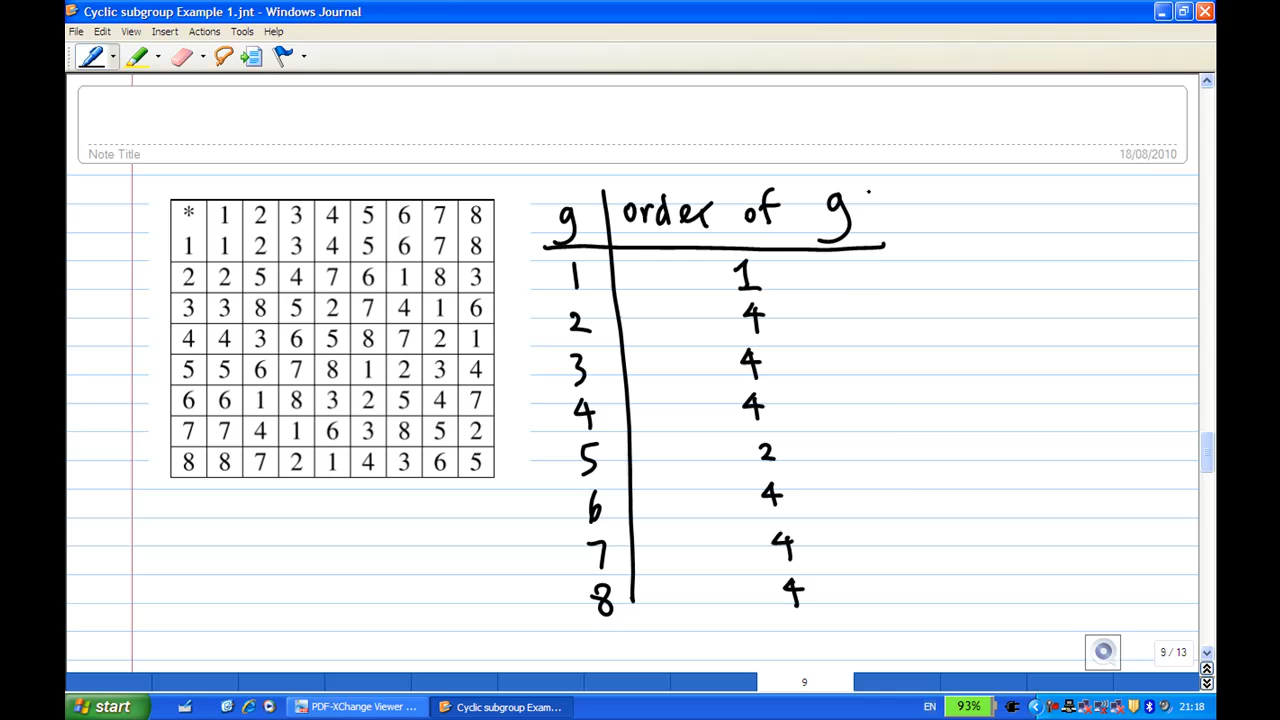 Cyclic subgroup Example 1.jnt - Windows Journal
File Edit View Insert Actions Tools Help
Note Title
18/08/2010
* 1 2 3 4 5 6 7 8
1 1 2 3 4 5 6 7 8
2 2 5 4 7 6 1 8 3
3 3 8 5 2 7 4 1 6
4 4 3 6 5 8 7 2 1
5 5 6 7 8 1 2 3 4
6 6 1 8 3 2 5 4 7
7 7 4 1 6 3 8 5 2
8 8 7 2 1 4 3 6 5
g order of g
1 1
2 4
3 4
4 4
5 2
6 4
7 4
8 4
9 / 13
9
start
PDF-XChange Viewer ...
Cyclic subgroup Exam...
EN
93%
21:18